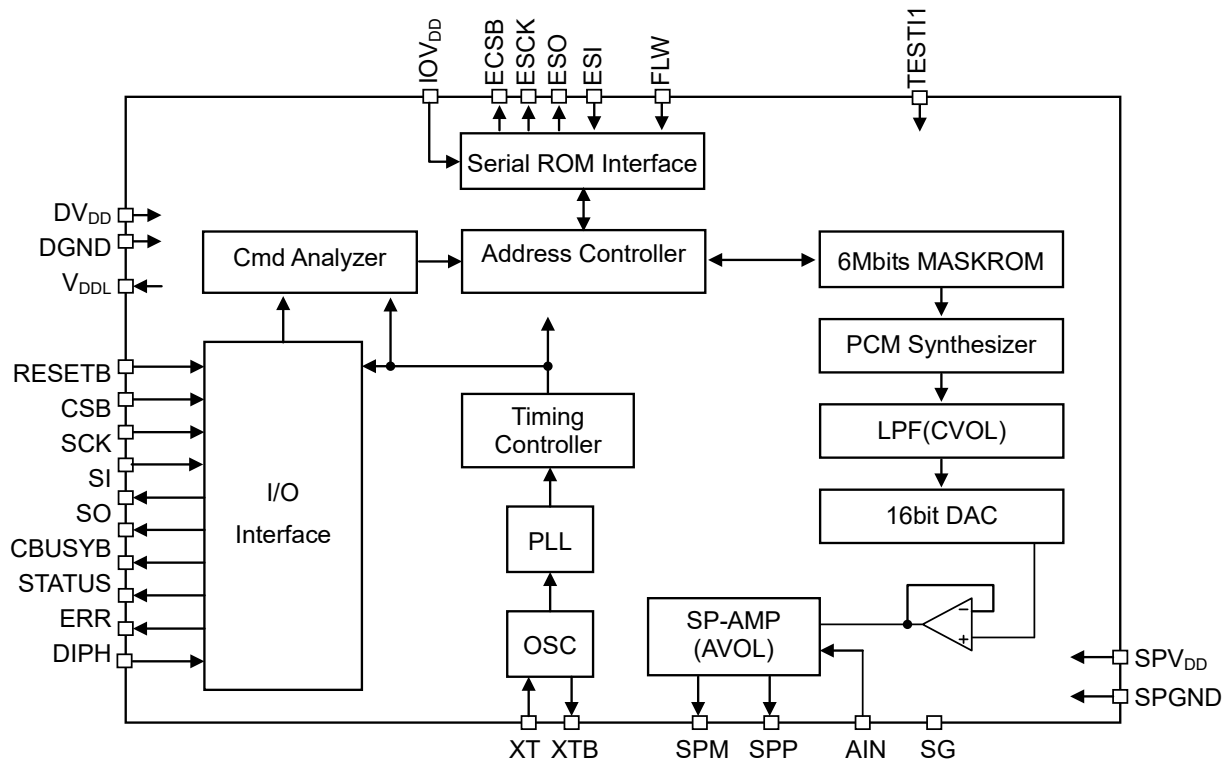 IOVDD
ECSB
ESCK
ESO
ESI
FLW
TESTI1
Serial ROM Interface
DVDD
DGND
VDDL
Cmd Analyzer
Address Controller
6Mbits MASKROM
PCM Synthesizer
LPF(CVOL)
16bit DAC
RESETB
CSB
SCK
SI
SO
CBUSYB
STATUS
ERR
DIPH
I/O
Interface
Timing
Controller
PLL
OSC
SP-AMP
(AVOL)
−
+
SPVDD
SPGND
XT
XTB
SPM
SPP
AIN
SG